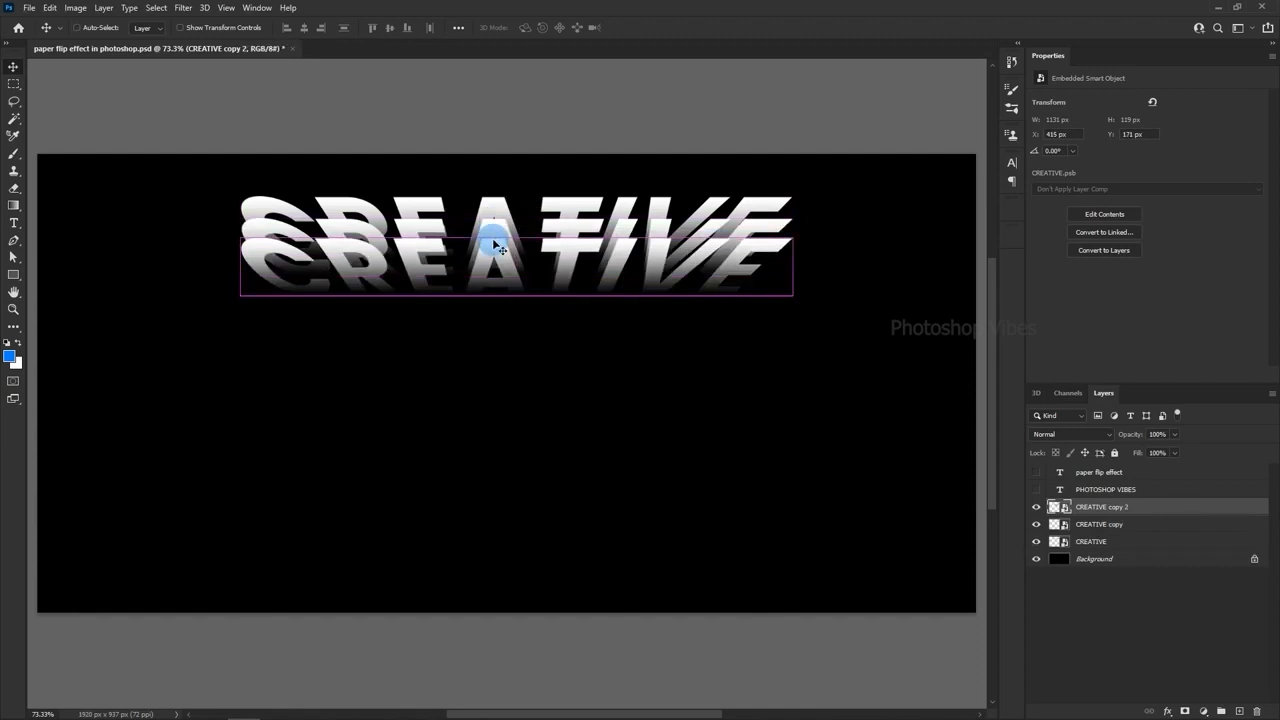 Ps File Edit Image Layer Type Select Filter 3D View Window Help
Auto-Select: Layer Show Transform Controls ••• 3D Mode:
paper flip effect in photoshop.psd @ 73.3% (CREATIVE copy 2, RGB/8#) * ×
Properties
Embedded Smart Object
Transform
W: 1131 px H: 119 px
X: 415 px Y: 171 px
0.00°
CREATIVE.psb
Don't Apply Layer Comp
Edit Contents
Convert to Linked...
Convert to Layers
CREATIVE
CREATIVE
CREATIVE
Photoshop Vibes
3D Channels Layers
Kind
Normal Opacity: 100%
Lock: Fill: 100%
paper flip effect
PHOTOSHOP VIBES
CREATIVE copy 2
CREATIVE copy
CREATIVE
Background
73.33% 1920 px x 937 px (72 ppi)